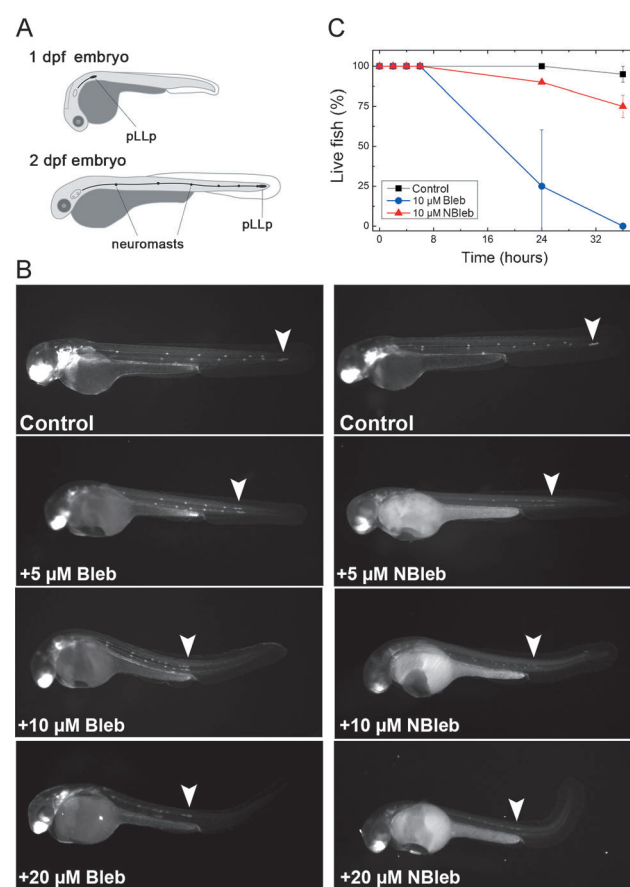 A
1 dpf embryo
pLLp
2 dpf embryo
neuromasts
pLLp
C
Live fish (%)
100
75
50
25
0
Control
10 µM Bleb
10 µM NBleb
0 8 16 24 32
Time (hours)
B
Control
Control
+5 µM Bleb
+5 µM NBleb
+10 µM Bleb
+10 µM NBleb
+20 µM Bleb
+20 µM NBleb